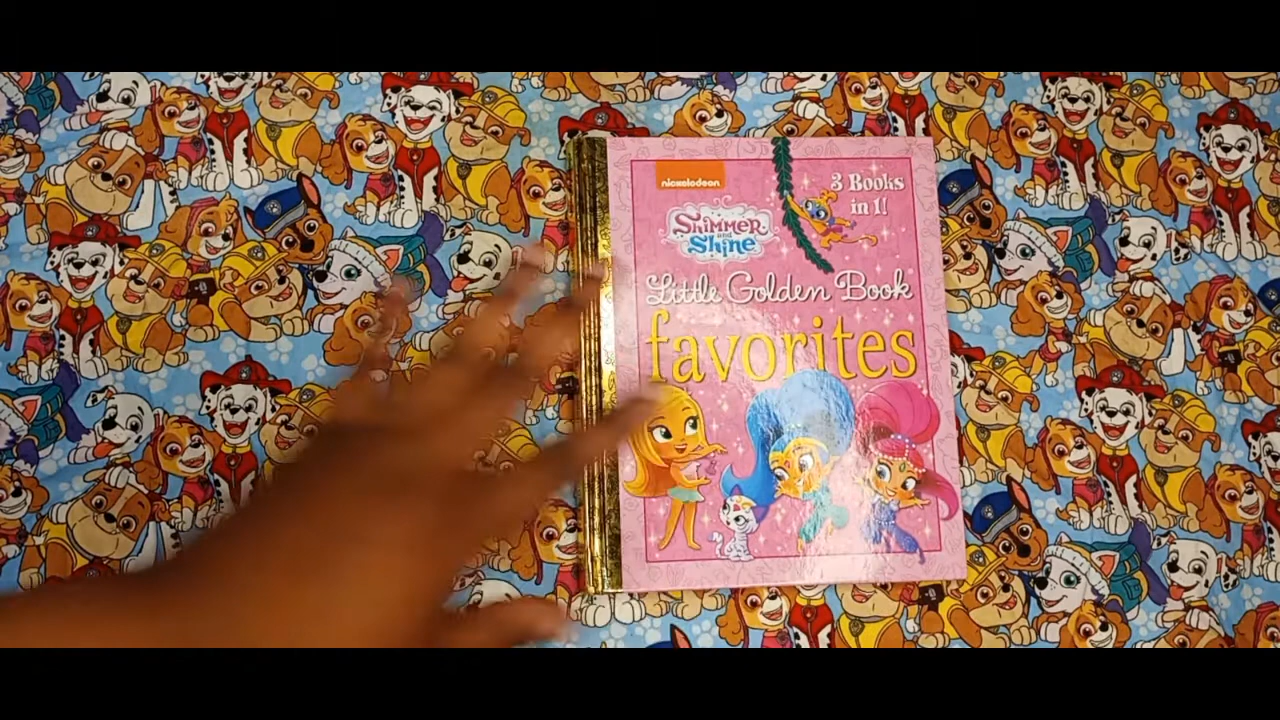 nickelodeon
3 Books
in 1!
Shimmer
and
Shine
Little Golden Book
favorites